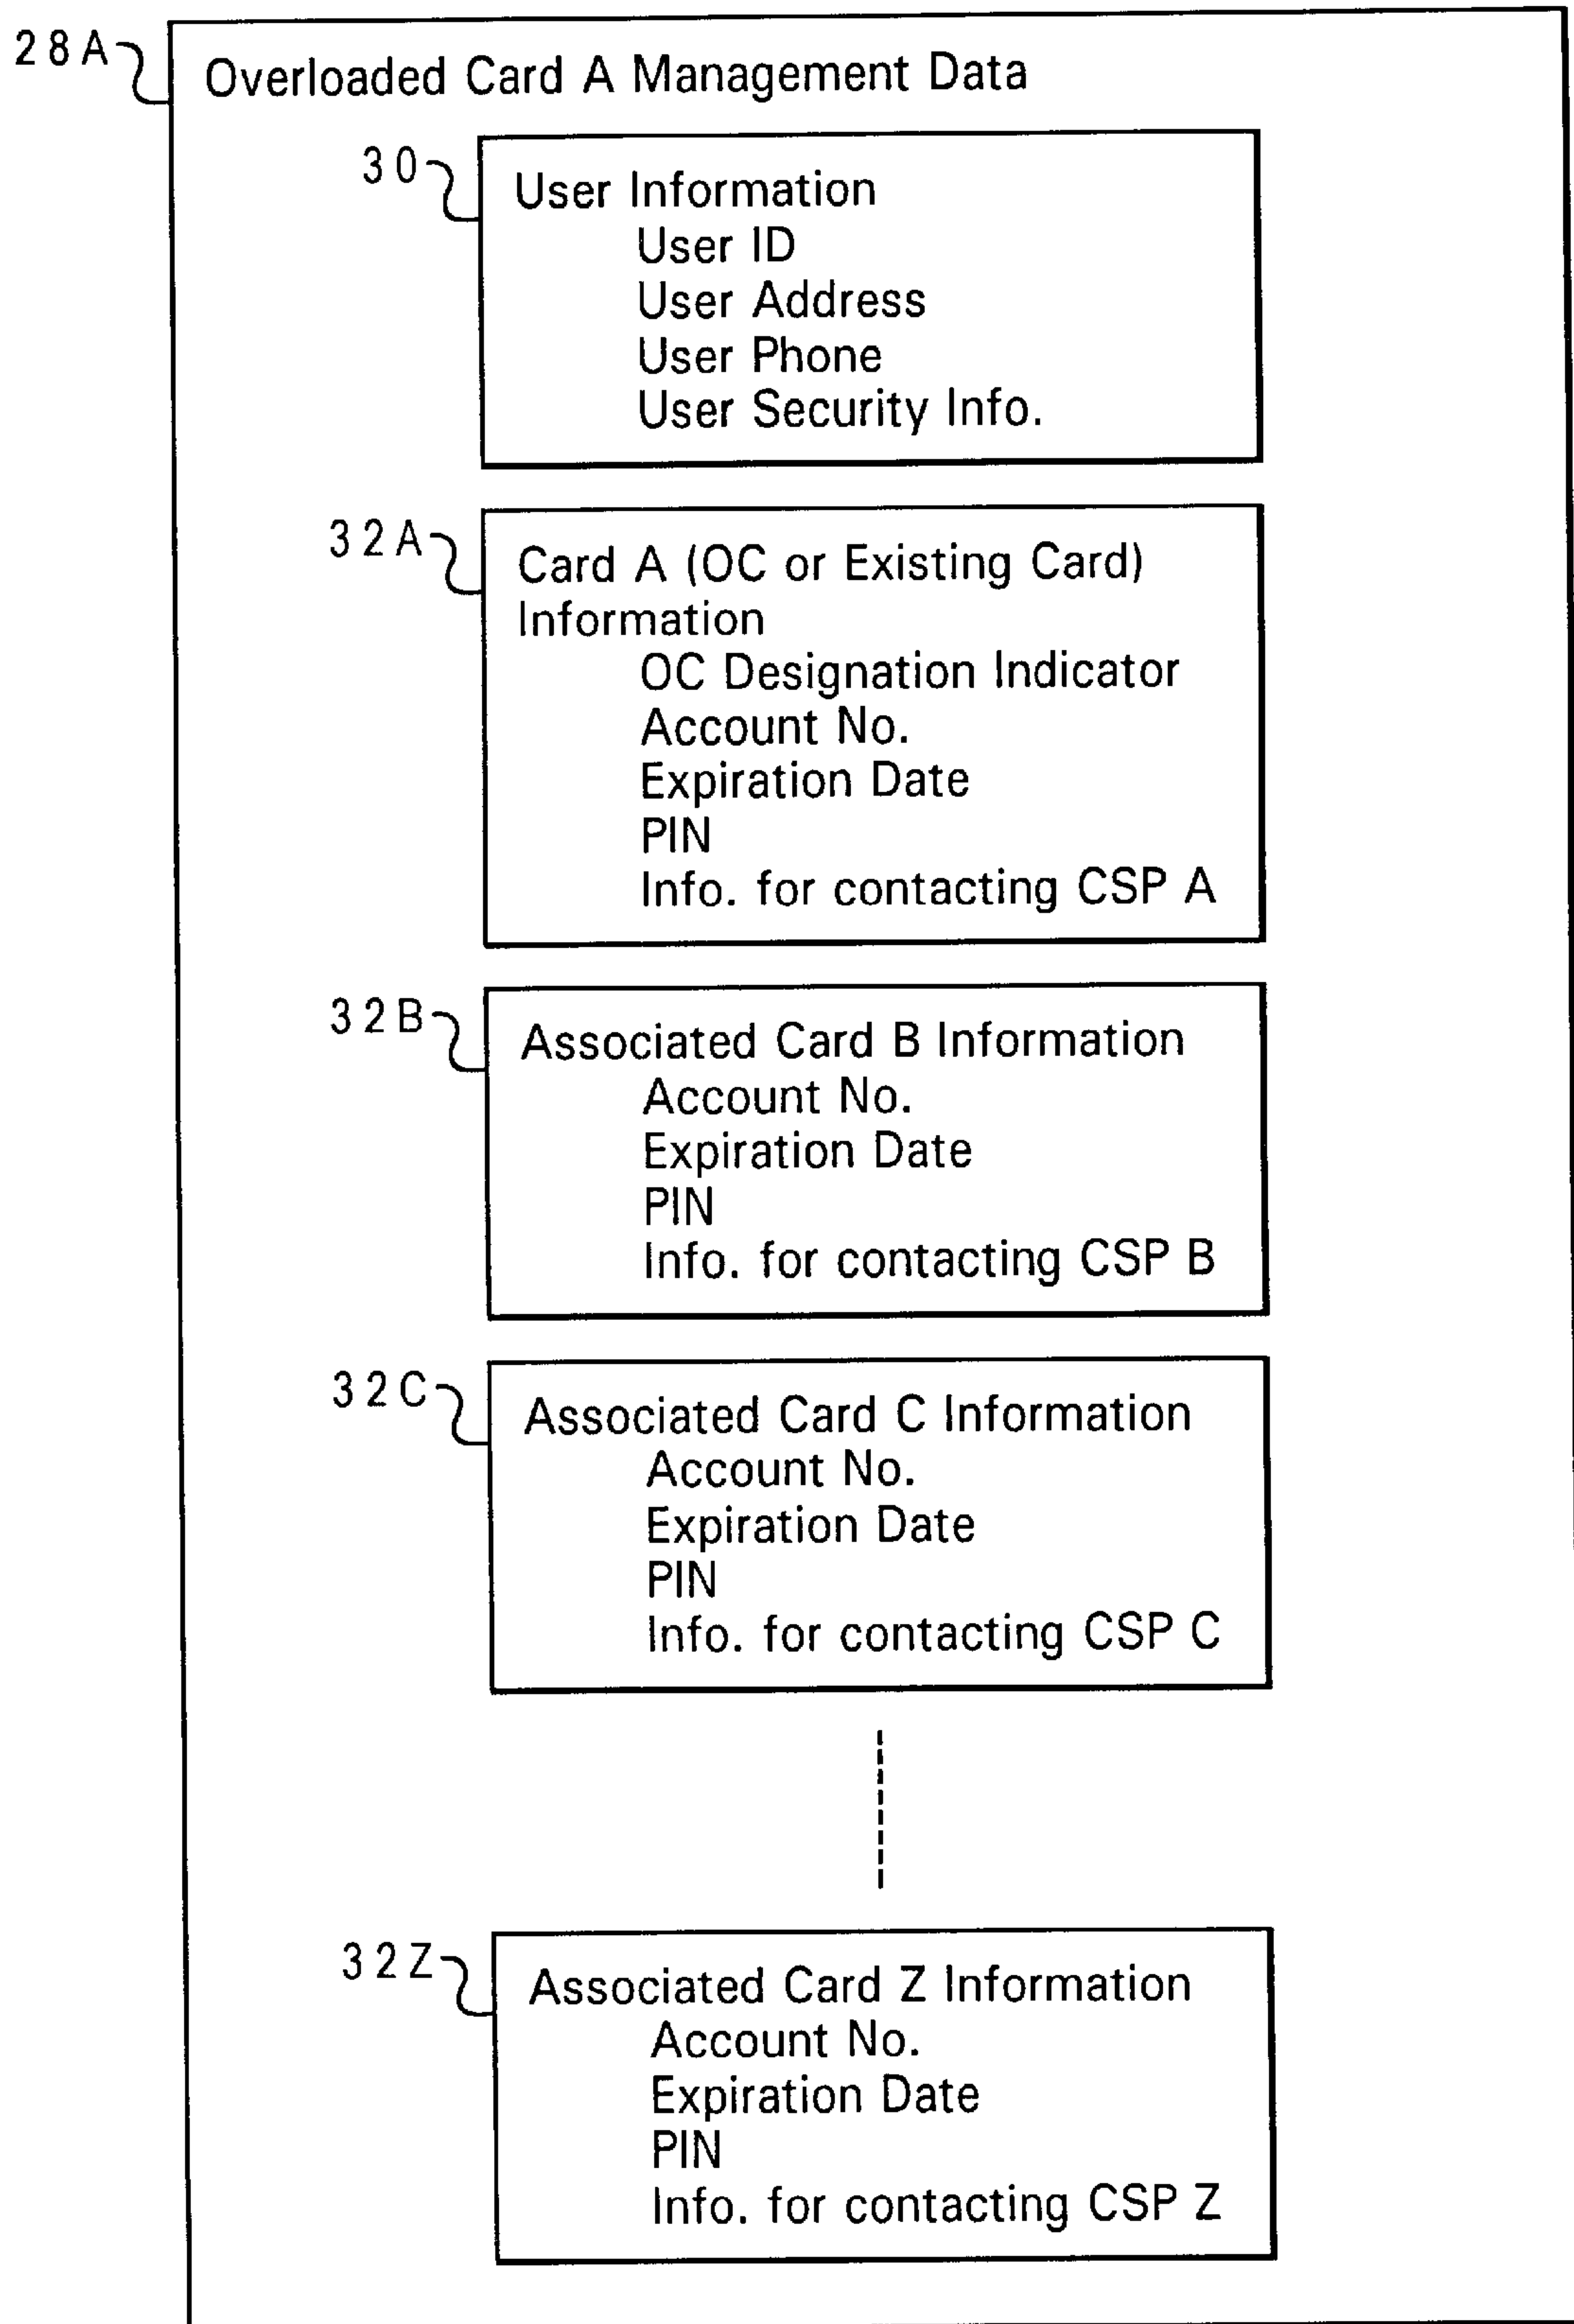 28A
Overloaded Card A Management Data
30
User Information
User ID
User Address
User Phone
User Security Info.
32A
Card A (OC or Existing Card)
Information
OC Designation Indicator
Account No.
Expiration Date
PIN
Info. for contacting CSP A
32B
Associated Card B Information
Account No.
Expiration Date
PIN
Info. for contacting CSP B
32C
Associated Card C Information
Account No.
Expiration Date
PIN
Info. for contacting CSP C
32Z
Associated Card Z Information
Account No.
Expiration Date
PIN
Info. for contacting CSP Z